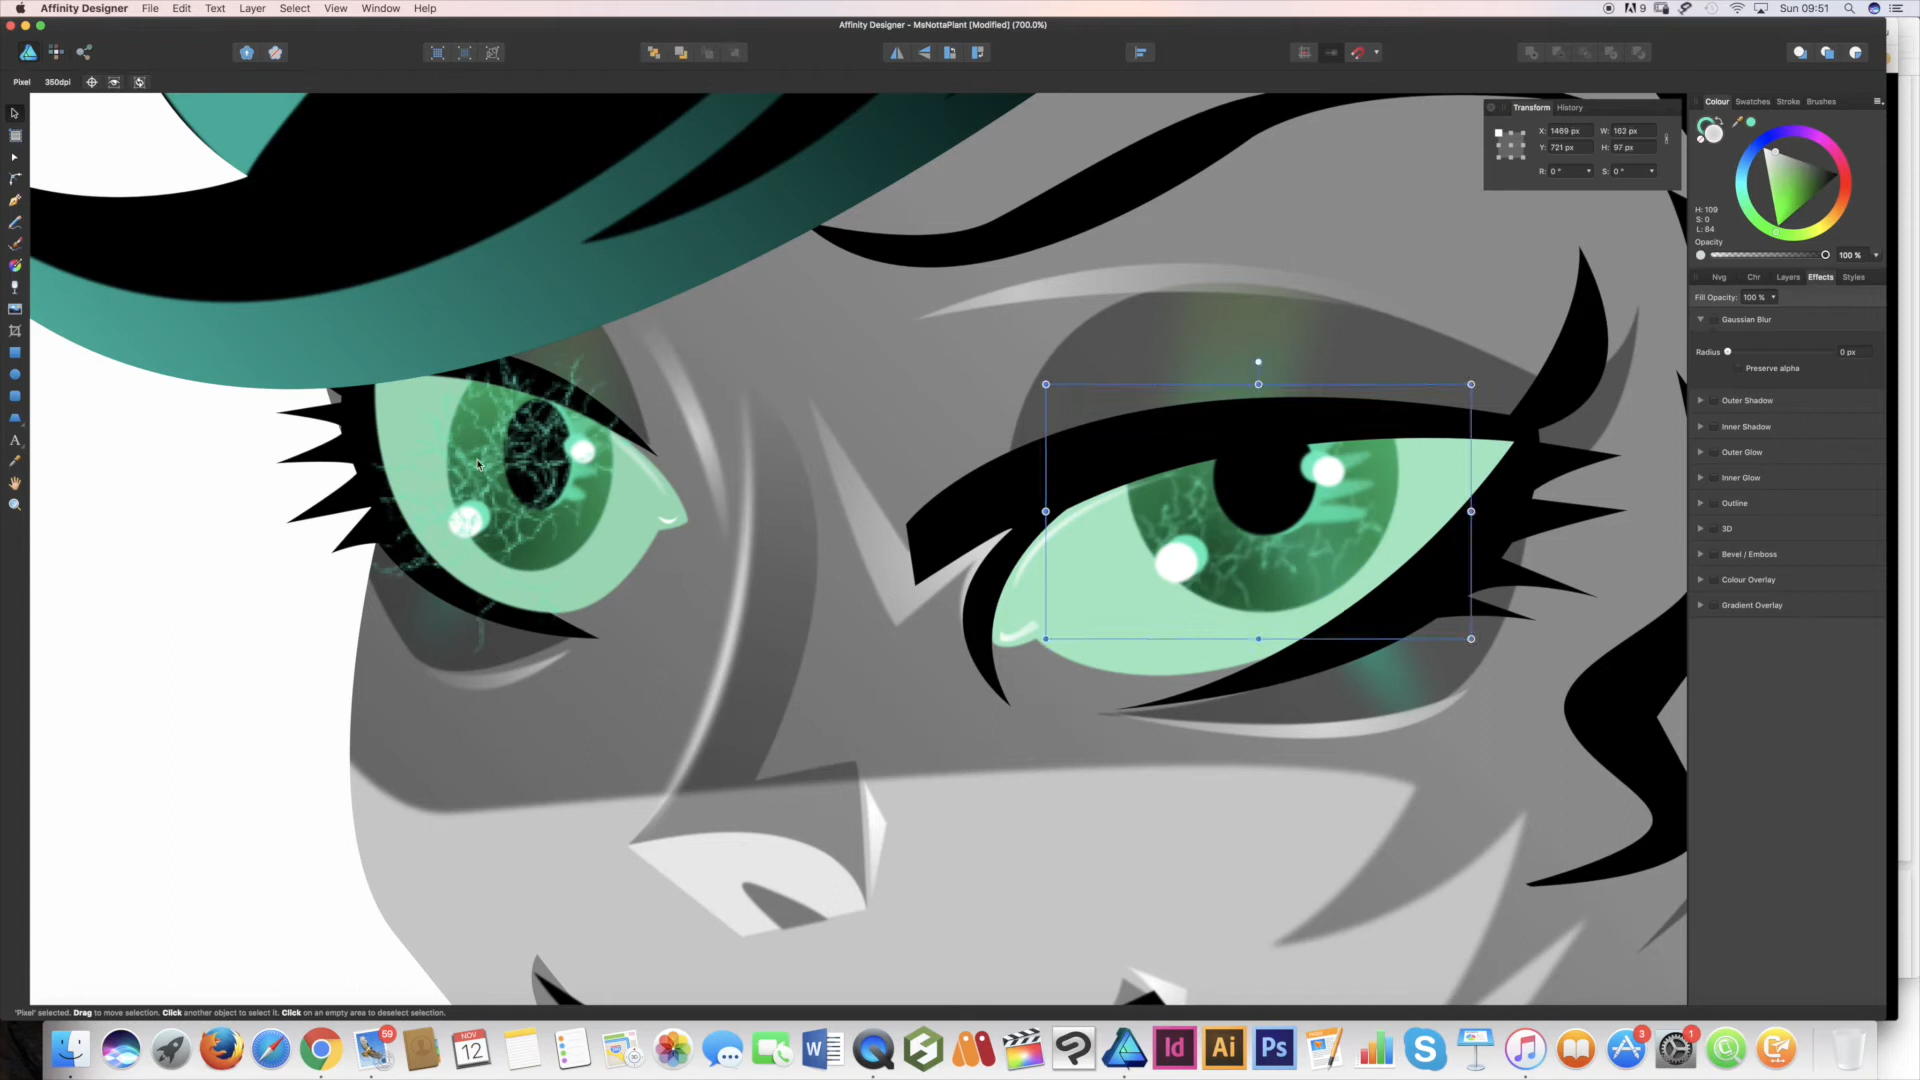 Affinity Designer File Edit Text Layer Select View Window Help
9 Sun 09:51
Affinity Designer - MsNottaPlant [Modified] (700.0%)
Pixel 350dpi
Transform History
X: 1469 px W: 162 px
Y: 721 px H: 97 px
R: 0 ° S: 0 °
Colour Swatches Stroke Brushes
H: 109
S: 0
L: 84
Opacity
100 %
Nvg Chr Layers Effects Styles
Fill Opacity: 100 %
Gaussian Blur
Radius 0 px
Preserve alpha
Outer Shadow
Inner Shadow
Outer Glow
Inner Glow
Outline
3D
Bevel / Emboss
Colour Overlay
Gradient Overlay
A
'Pixel' selected. Drag to move selection. Click another object to select it. Click on an empty area to deselect selection.
59
NOV
12
W
Id
Ai
Ps
S
3
1